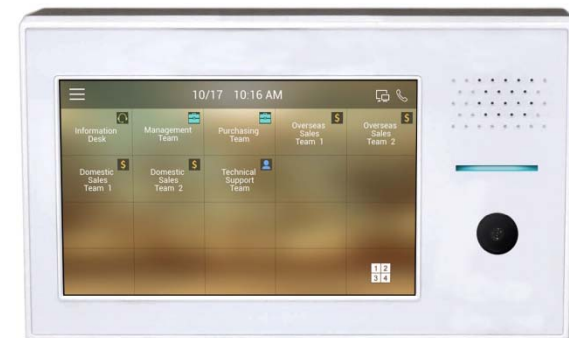 10/17 10:16 AM
Information
Desk
Management
Team
Purchasing
Team
Overseas
Sales
Team 1
Overseas
Sales
Team 2
Domestic
Sales
Team 1
Domestic
Sales
Team 2
Technical
Support
Team
1 2
3 4